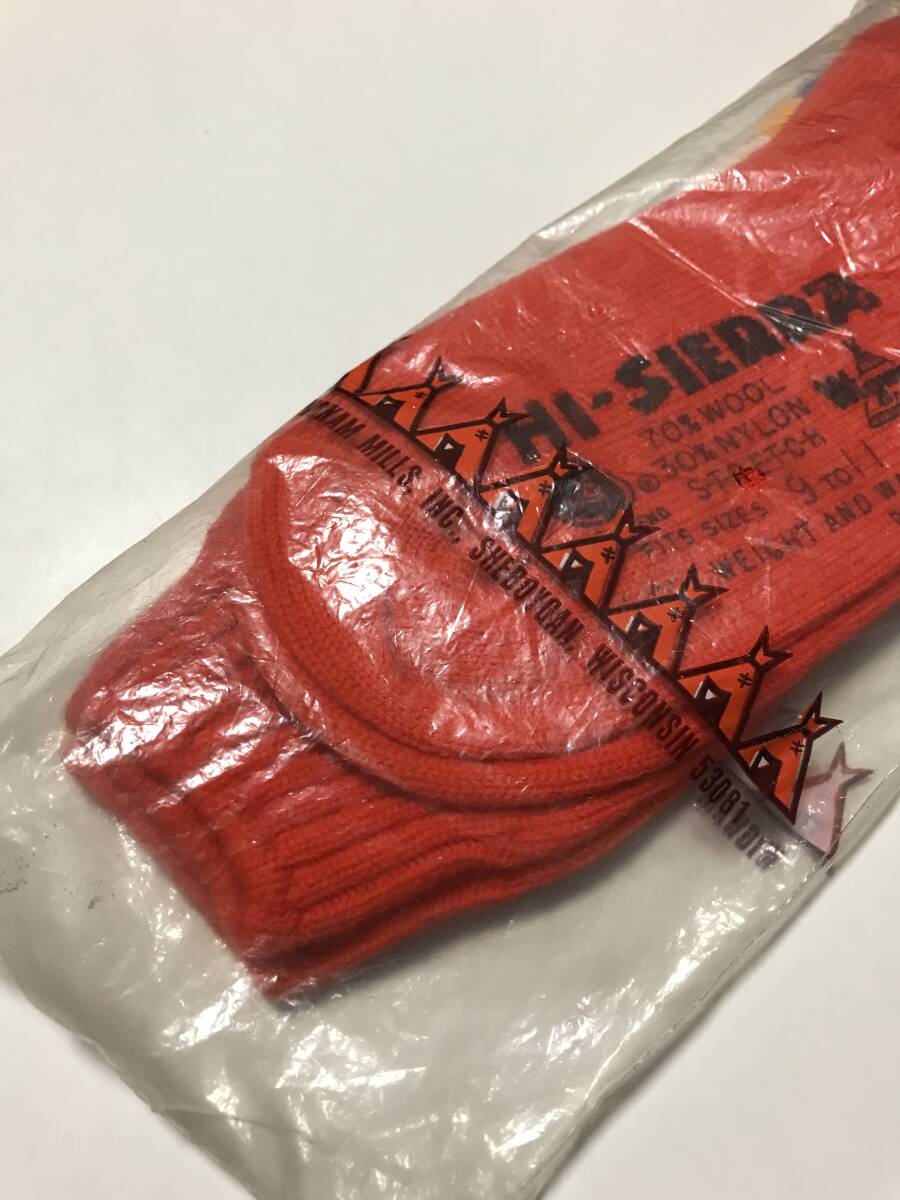 HI-SIERRA
70% WOOL
30% NYLON
STRETCH
FITS SIZES 9 TO 11
WEIGHT AND
MILLS, INC., SHEBOYGAN, WISCONSIN 53081